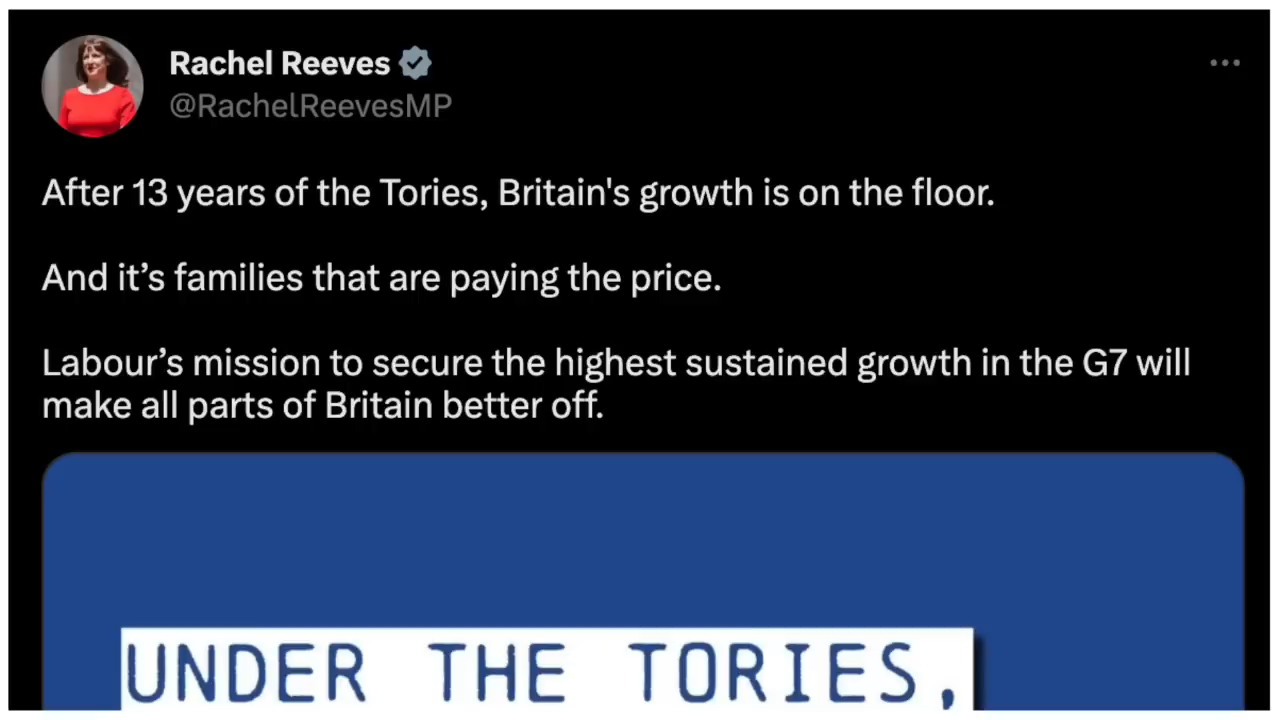 Rachel Reeves
@RachelReevesMP
After 13 years of the Tories, Britain's growth is on the floor.
And it’s families that are paying the price.
Labour’s mission to secure the highest sustained growth in the G7 will
make all parts of Britain better off.
UNDER THE TORIES,